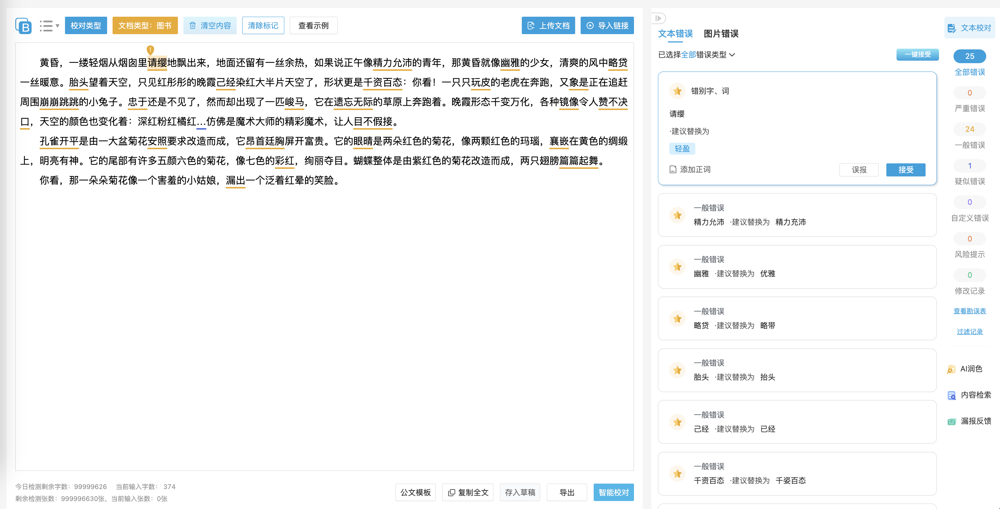 B
校对类型
文档类型：图书
清空内容
清除标记
查看示例
上传文档
导入链接
黄昏，一缕轻烟从烟囱里请缨地飘出来，地面还留有一丝余热，如果说正午像精力允沛的青年，那黄昏就像幽雅的少女，清爽的风中略贷
一丝暖意。胎头望着天空，只见红彤彤的晚霞己经染红大半片天空了，形状更是千资百态：你看！一只只玩皮的老虎在奔跑，又象是正在追赶
周围崩崩跳跳的小兔子。忠于还是不见了，然而却出现了一匹峻马，它在遗忘无际的草原上奔跑着。晚霞形态千变万化，各种镜像令人赞不决
口，天空的颜色也变化着：深红粉红橘红…仿佛是魔术大师的精彩魔术，让人目不假接。
孔雀开平是由一大盆菊花安照要求改造而成，它昂首廷胸屏开富贵。它的眼晴是两朵红色的菊花，像两颗红色的玛瑙，襄嵌在黄色的绸缎
上，明亮有神。它的尾部有许多五颜六色的菊花，像七色的彩红，绚丽夺目。蝴蝶整体是由紫红色的菊花改造而成，两只翅膀篇篇起舞。
你看，那一朵朵菊花像一个害羞的小姑娘，漏出一个泛着红晕的笑脸。
今日检测剩余字数：99999626 当前输入字数： 374
剩余检测张数：999996630张，当前输入张数：0张
公文模板
复制全文
存入草稿
导出
智能校对
文本错误
图片错误
已选择全部错误类型
一键接受
错别字、词
请缨
·建议替换为
轻盈
添加正词
误报
接受
一般错误
精力允沛 ·建议替换为 精力充沛
一般错误
幽雅 ·建议替换为 优雅
一般错误
略贷 ·建议替换为 略带
一般错误
胎头 ·建议替换为 抬头
一般错误
己经 ·建议替换为 已经
一般错误
千资百态 ·建议替换为 千姿百态
文本校对
25
全部错误
0
严重错误
24
一般错误
1
疑似错误
0
自定义错误
0
风险提示
0
修改记录
查看勘误表
过滤记录
AI润色
内容检索
漏报反馈